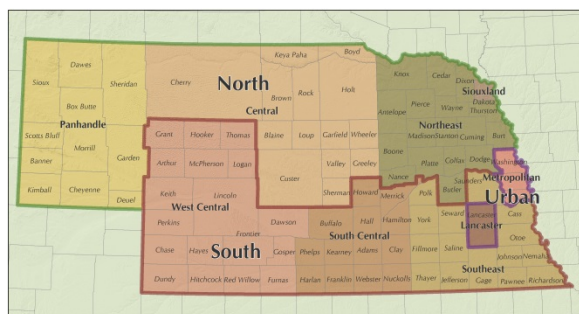 Boyd
Keya Paha
Dawes
Knox
Cedar
Sheridan
Sioux
Cherry
North
Dixon
Siouxland
Rock
Holt
Brown
Pierce
Wayne
Dakota
Thurston
Box Butte
Central
Antelope
Panhandle
Northeast
Scotts Bluff
Grant
Hooker
Thomas
Blaine
Loup
Garfield
Wheeler
Madison
Stanton
Cuming
Burt
Morrill
Boone
Banner
Garden
Arthur
McPherson
Logan
Valley
Greeley
Platte
Colfax
Dodge
Washington
Nance
Metropolitan
Kimball
Cheyenne
Deuel
Keith
Lincoln
Custer
Sherman
Howard
Merrick
Polk
Butler
Saunders
Urban
West Central
Perkins
Dawson
Buffalo
Hall
Hamilton
York
Seward
Lancaster
Cass
Frontier
South Central
Lancaster
South
Otoe
Chase
Hayes
Gosper
Phelps
Kearney
Adams
Clay
Fillmore
Saline
Johnson
Nemaha
Southeast
Dundy
Hitchcock
Red Willow
Furnas
Harlan
Franklin
Webster
Nuckolls
Thayer
Jefferson
Gage
Pawnee
Richardson